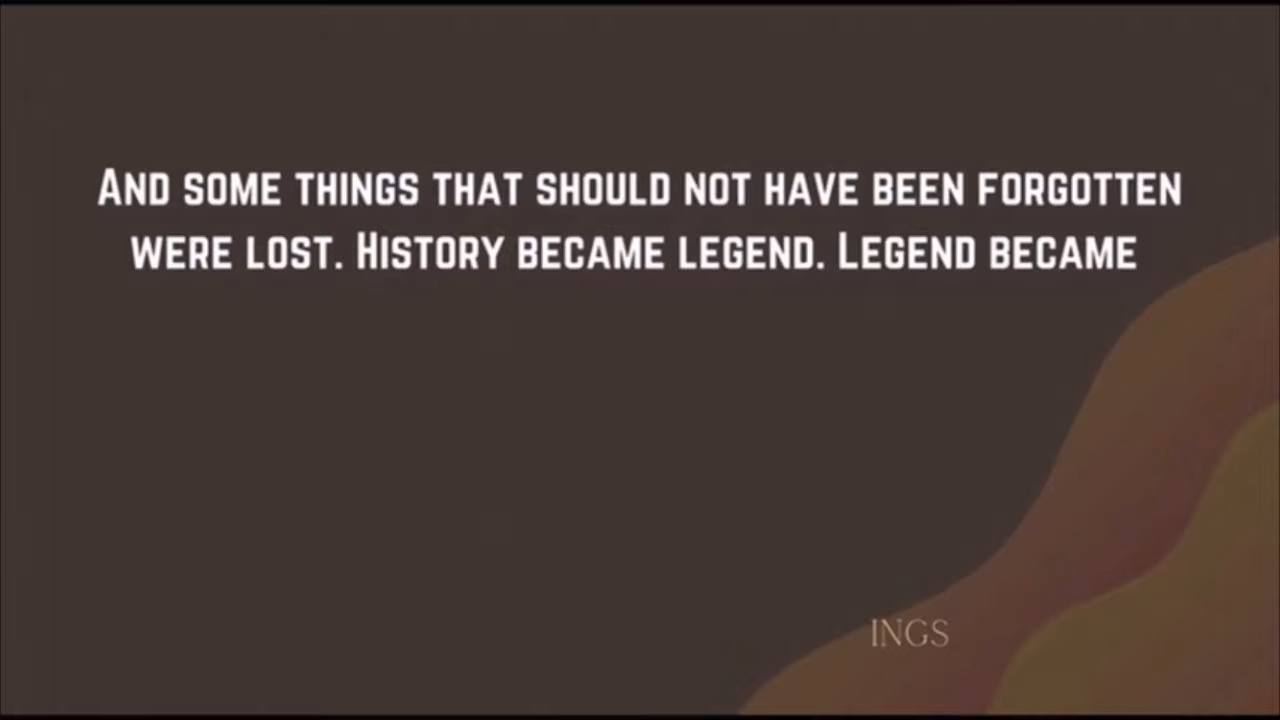 And some things that should not have been forgotten
were lost. History became legend. Legend became
INGS